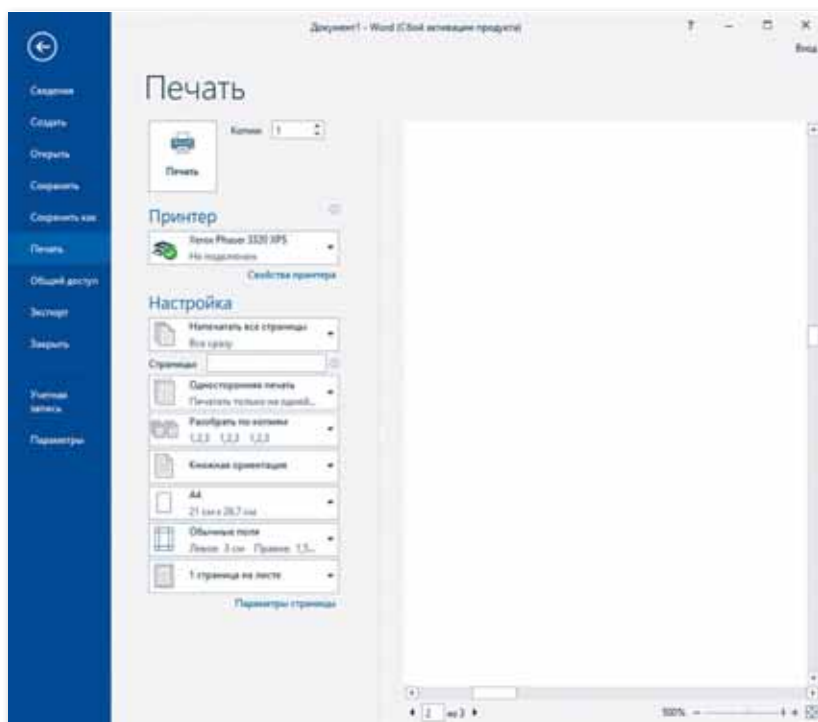 Документ1 - Word (Сбой активации продукта)
?
Вход
Сведения
Создать
Открыть
Сохранить
Сохранить как
Печать
Общий доступ
Экспорт
Закрыть
Учетная
запись
Параметры
Печать
Копии: 1
Печать
Принтер
Xerox Phaser 3320 XPS
Не подключен
Свойства принтера
Настройка
Напечатать все страницы
Все сразу
Страницы:
Односторонняя печать
Печатать только на одной...
Разобрать по копиям
1,2,3 1,2,3 1,2,3
Книжная ориентация
A4
21 см x 29,7 см
Обычные поля
Левое: 3 см Правое: 1,5...
1 страница на листе
Параметры страницы
2 из 3